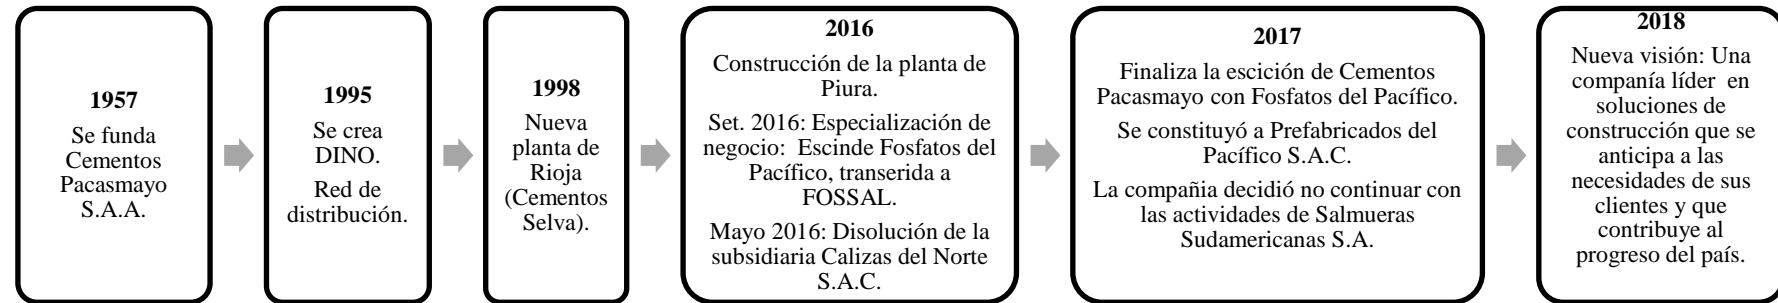 1957
Se funda
Cementos
Pacasmayo
S.A.A.
1995
Se crea
DINO.
Red de
distribución.
1998
Nueva
planta de
Rioja
(Cementos
Selva).
2016
Construcción de la planta de
Piura.
Set. 2016: Especialización de
negocio: Escinde Fosfatos del
Pacífico, transerida a
FOSSAL.
Mayo 2016: Disolución de la
subsidiaria Calizas del Norte
S.A.C.
2017
Finaliza la escición de Cementos
Pacasmayo con Fosfatos del Pacífico.
Se constituyó a Prefabricados del
Pacífico S.A.C.
La compañia decidió no continuar con
las actividades de Salmueras
Sudamericanas S.A.
2018
Nueva visión: Una
compañía líder en
soluciones de
construcción que se
anticipa a las
necesidades de sus
clientes y que
contribuye al
progreso del país.